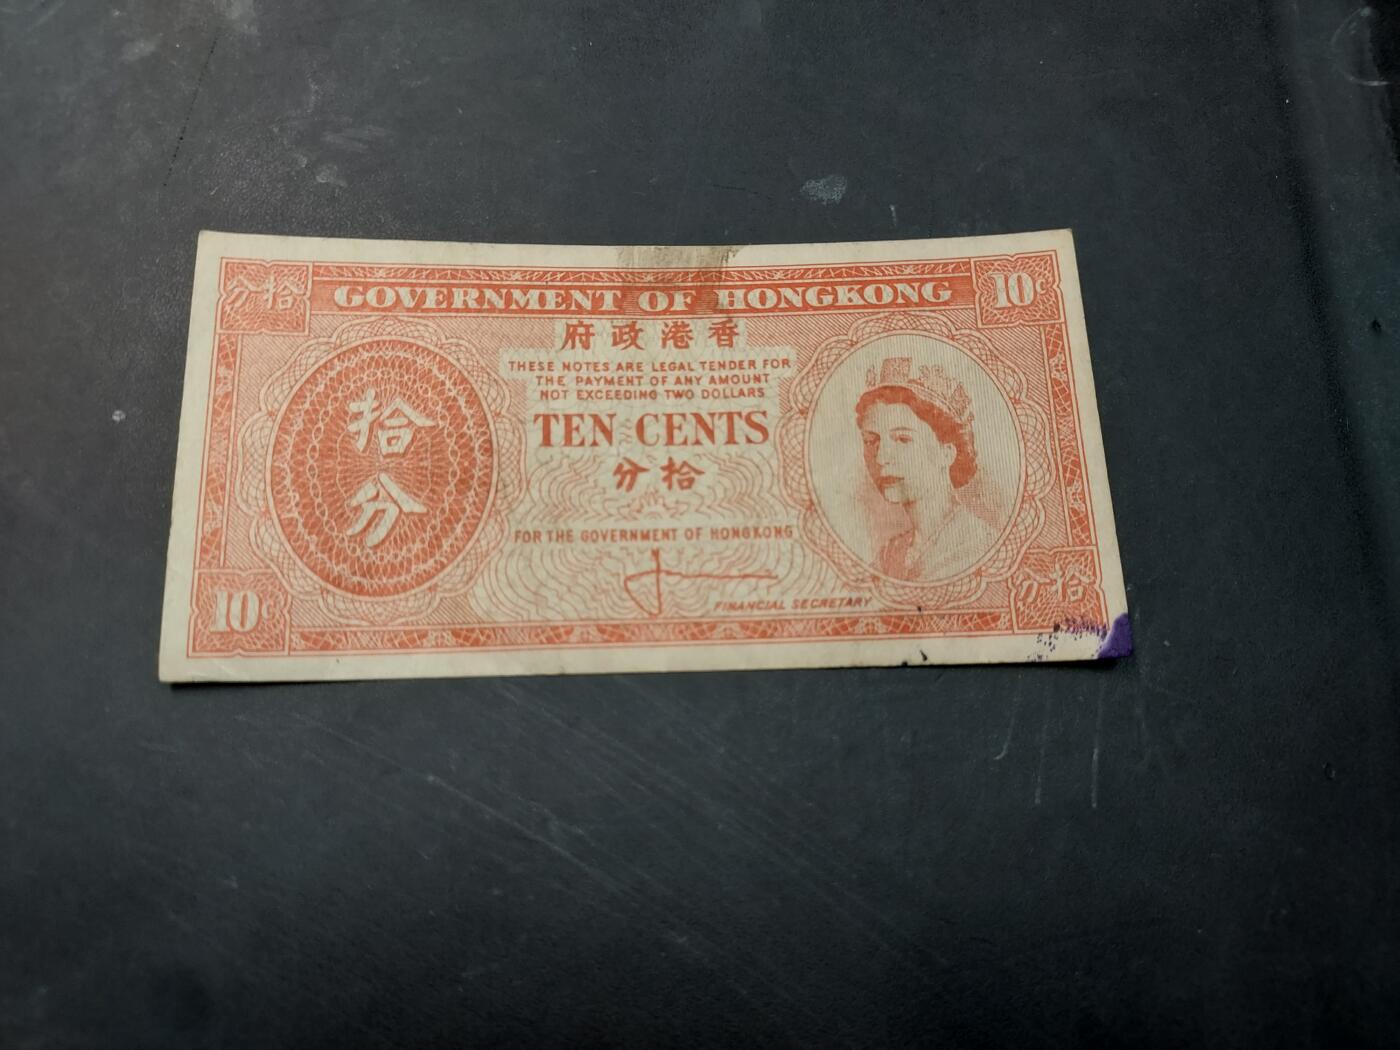 分拾
GOVERNMENT OF HONGKONG
10¢
府政港香
THESE NOTES ARE LEGAL TENDER FOR
THE PAYMENT OF ANY AMOUNT
NOT EXCEEDING TWO DOLLARS
TEN CENTS
分拾
拾
分
FOR THE GOVERNMENT OF HONGKONG
FINANCIAL SECRETARY
10¢
分拾